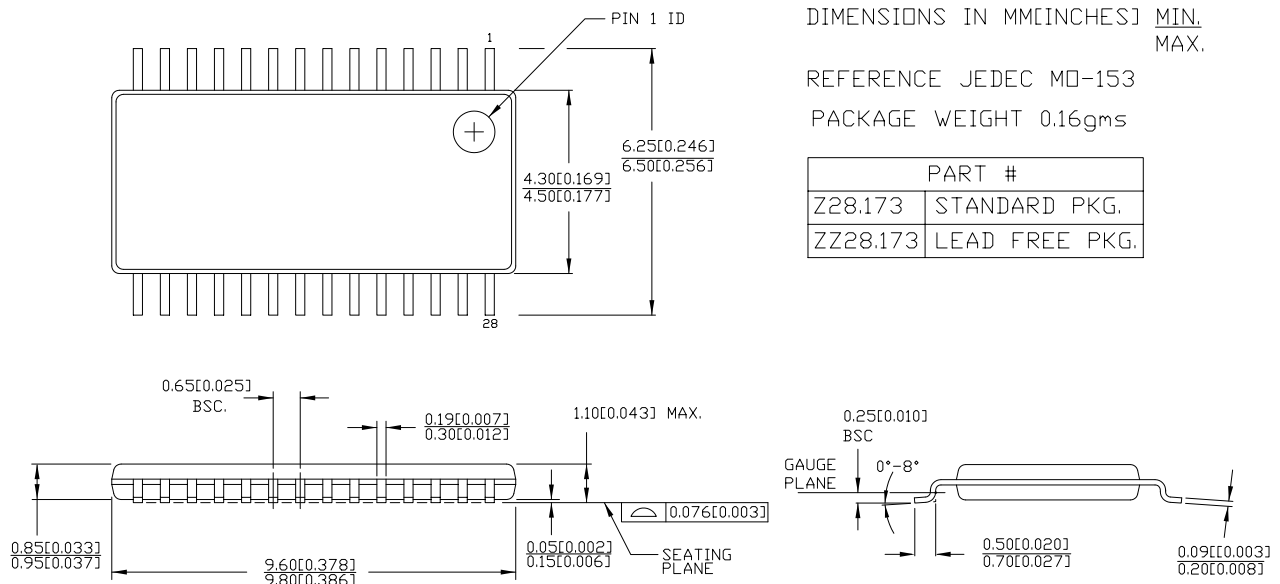 PIN 1 ID
1
DIMENSIONS IN MM[INCHES] MIN.
MAX.
REFERENCE JEDEC MO-153
PACKAGE WEIGHT 0.16gms
PART #
Z28.173 STANDARD PKG.
ZZ28.173 LEAD FREE PKG.
6.25[0.246]
6.50[0.256]
4.30[0.169]
4.50[0.177]
28
0.65[0.025]
BSC.
0.19[0.007]
0.30[0.012]
1.10[0.043] MAX.
0.85[0.033]
0.95[0.037]
9.60[0.378]
9.80[0.386]
0.05[0.002]
0.15[0.006]
0.076[0.003]
SEATING
PLANE
0.25[0.010]
BSC
GAUGE
PLANE
0°-8°
0.50[0.020]
0.70[0.027]
0.09[[0.003]
0.20[0.008]